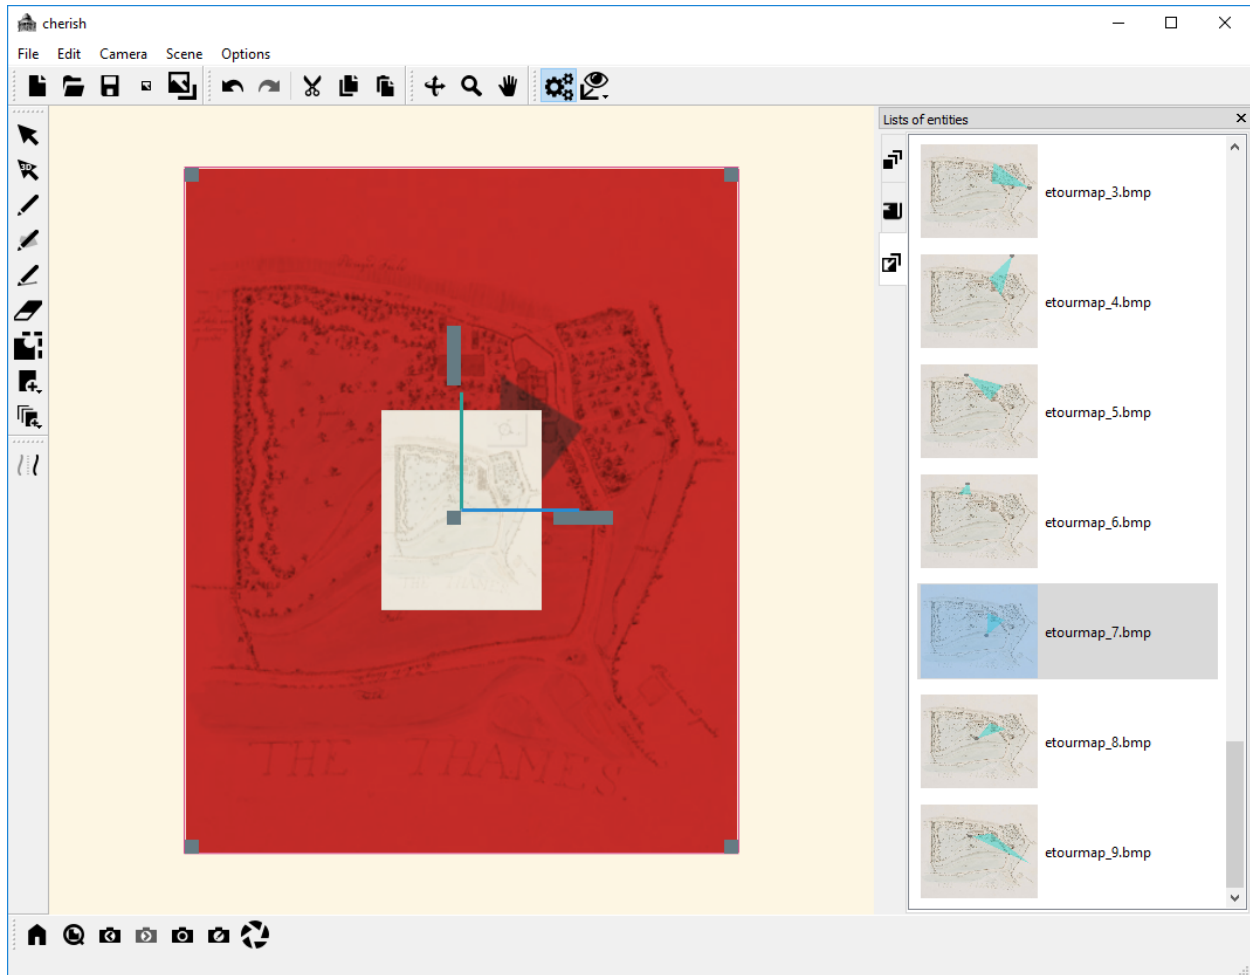 cherish
File Edit Camera Scene Options
Lists of entities
3D
etourmap_3.bmp
etourmap_4.bmp
etourmap_5.bmp
etourmap_6.bmp
etourmap_7.bmp
etourmap_8.bmp
etourmap_9.bmp
THE THAMES.